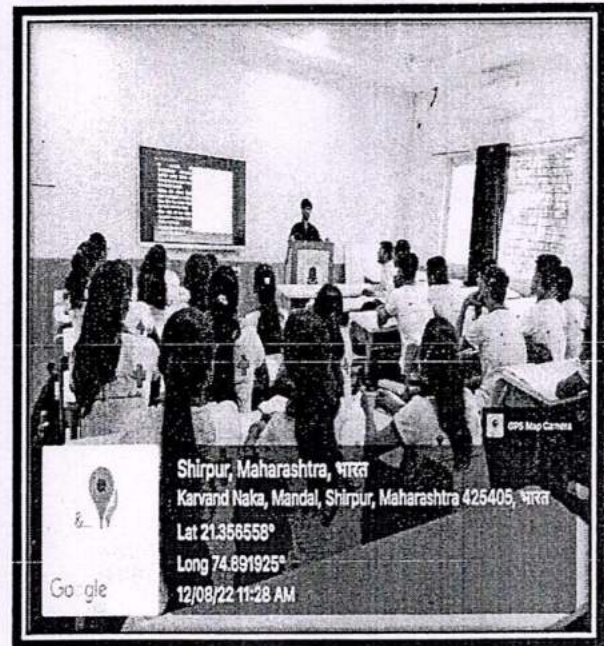 GPS Map Camera
Shirpur, Maharashtra, भारत
Karvand Naka, Mandal, Shirpur, Maharashtra 425405, भारत
Lat 21.356558°
Long 74.891925°
12/08/22 11:28 AM
Google